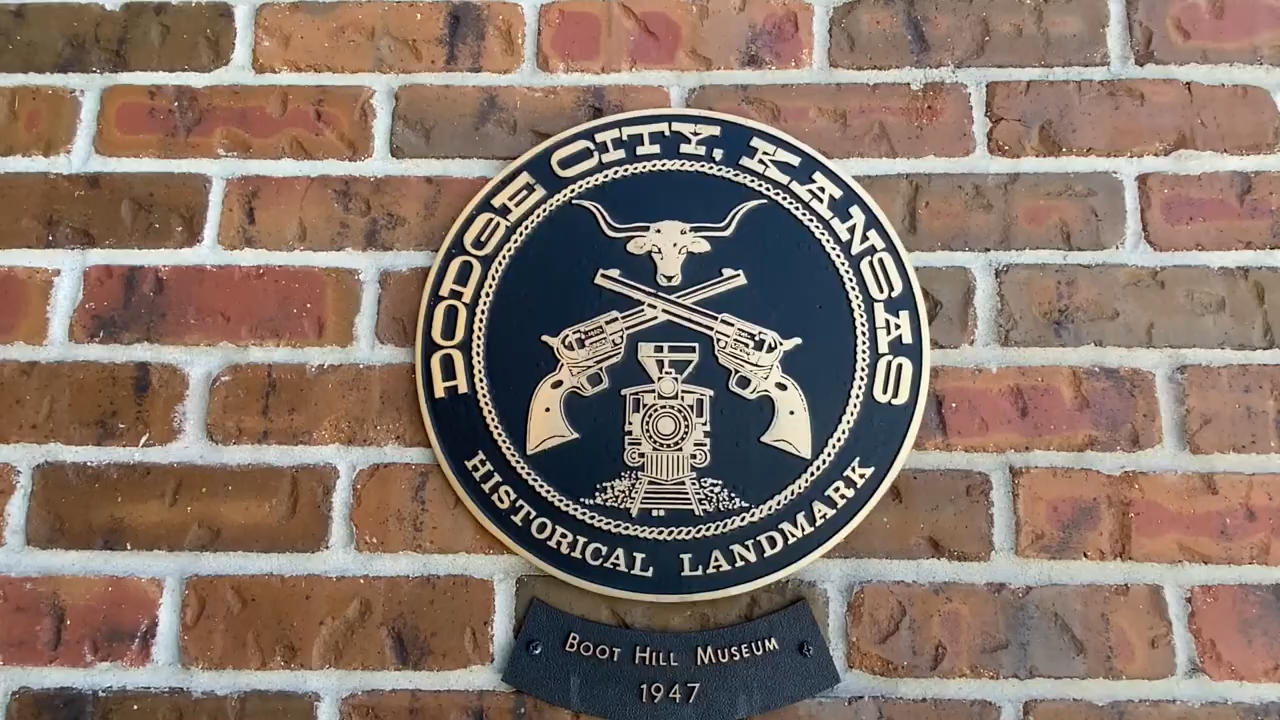 DODGE CITY, KANSAS
HISTORICAL LANDMARK
BOOT HILL MUSEUM
1947